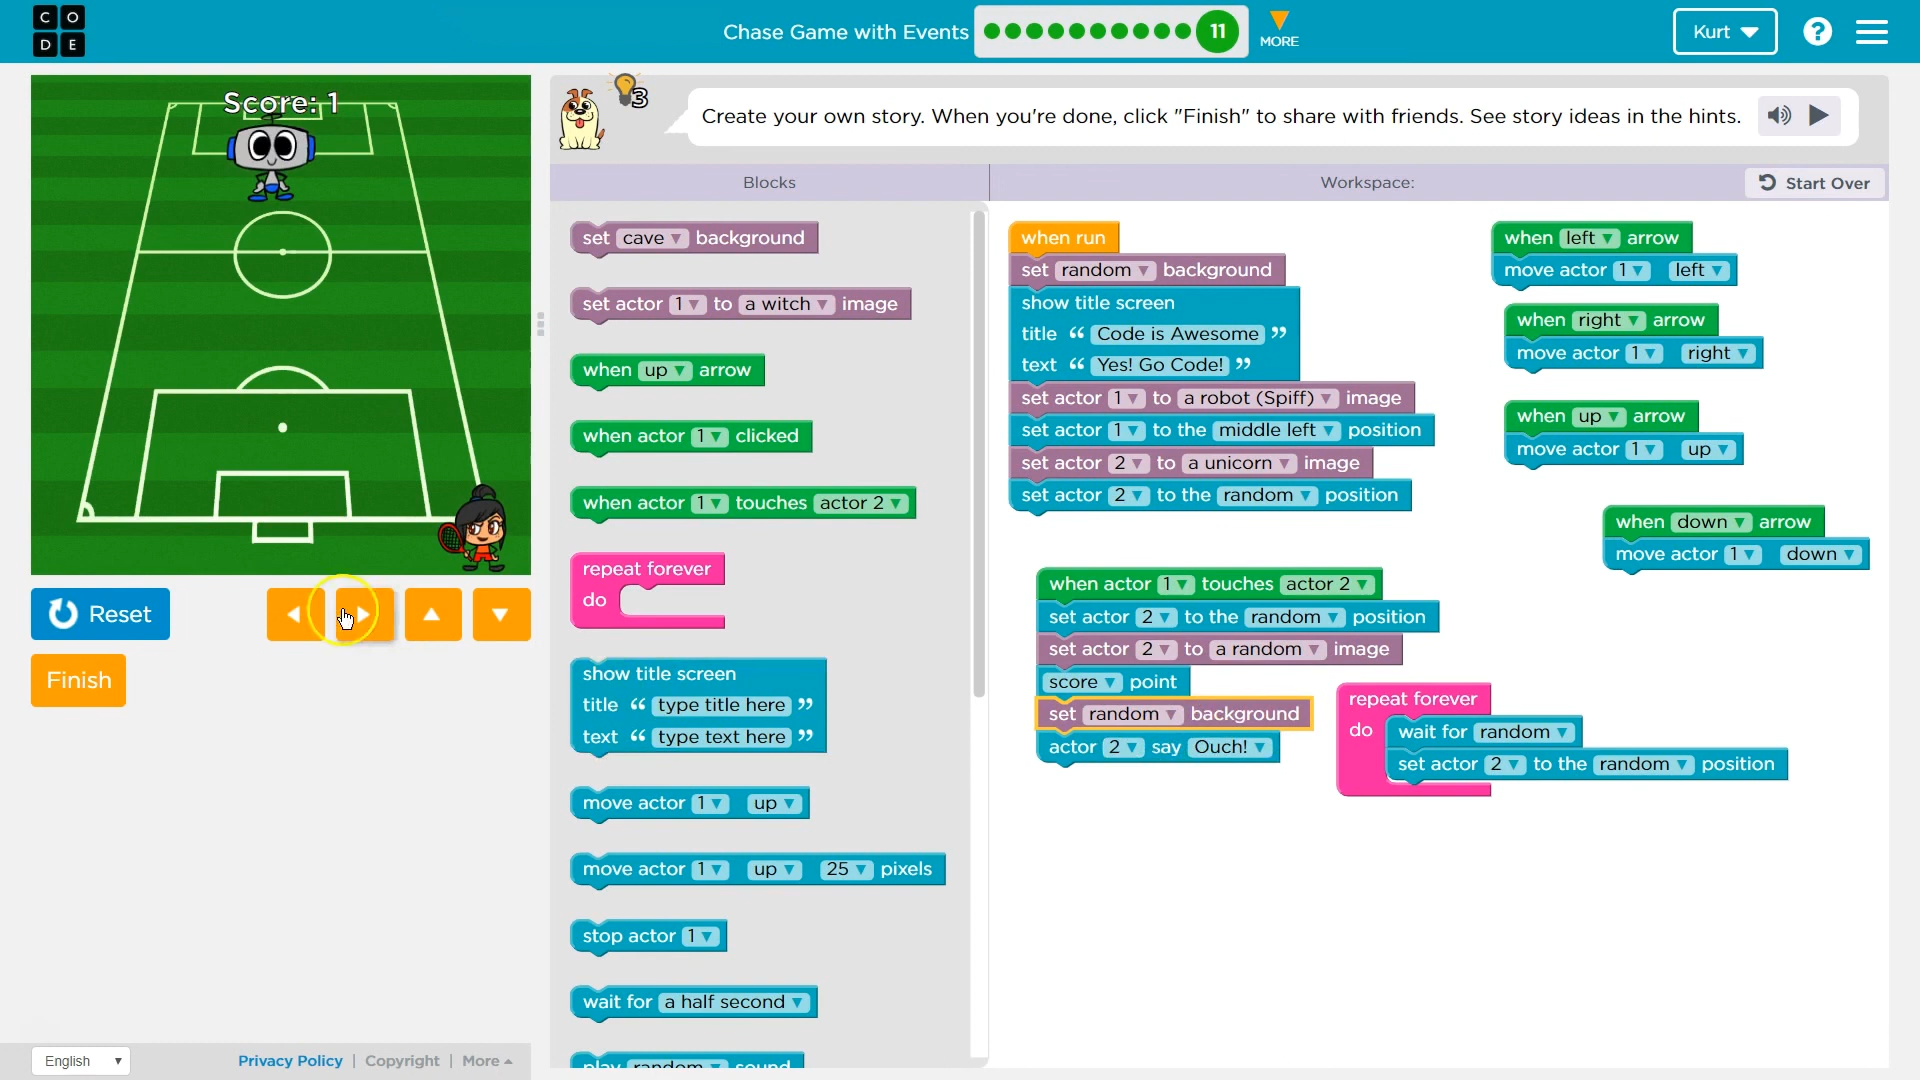 C O
D E
Chase Game with Events
11
MORE
Kurt
?
Score: 1
3
Create your own story. When you're done, click "Finish" to share with friends. See story ideas in the hints.
Blocks
Workspace:
Start Over
set cave ▼ background
set actor 1 ▼ to a witch ▼ image
when up ▼ arrow
when actor 1 ▼ clicked
when actor 1 ▼ touches actor 2 ▼
repeat forever
do
show title screen
title “ type title here ”
text “ type text here ”
move actor 1 ▼ up ▼
move actor 1 ▼ up ▼ 25 ▼ pixels
stop actor 1 ▼
wait for a half second ▼
play random ▼ sound
when run
set random ▼ background
show title screen
title “ Code is Awesome ”
text “ Yes! Go Code! ”
set actor 1 ▼ to a robot (Spiff) ▼ image
set actor 1 ▼ to the middle left ▼ position
set actor 2 ▼ to a unicorn ▼ image
set actor 2 ▼ to the random ▼ position
when actor 1 ▼ touches actor 2 ▼
set actor 2 ▼ to the random ▼ position
set actor 2 ▼ to a random ▼ image
score ▼ point
set random ▼ background
actor 2 ▼ say Ouch! ▼
repeat forever
do
wait for random ▼
set actor 2 ▼ to the random ▼ position
when left ▼ arrow
move actor 1 ▼ left ▼
when right ▼ arrow
move actor 1 ▼ right ▼
when up ▼ arrow
move actor 1 ▼ up ▼
when down ▼ arrow
move actor 1 ▼ down ▼
Reset
Finish
English
Privacy Policy | Copyright | More